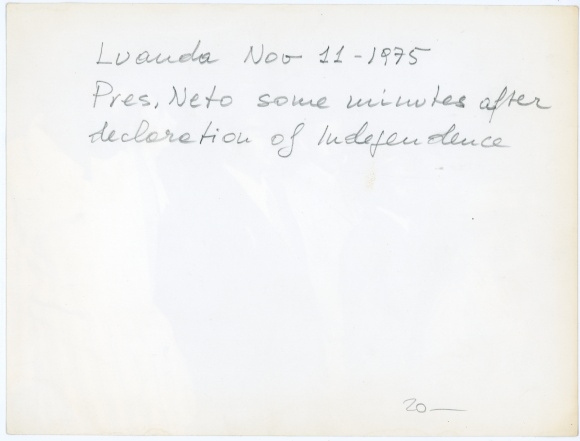 Luanda Nov 11-1975
Pres. Neto some minutes after
declaration of Independence
20—